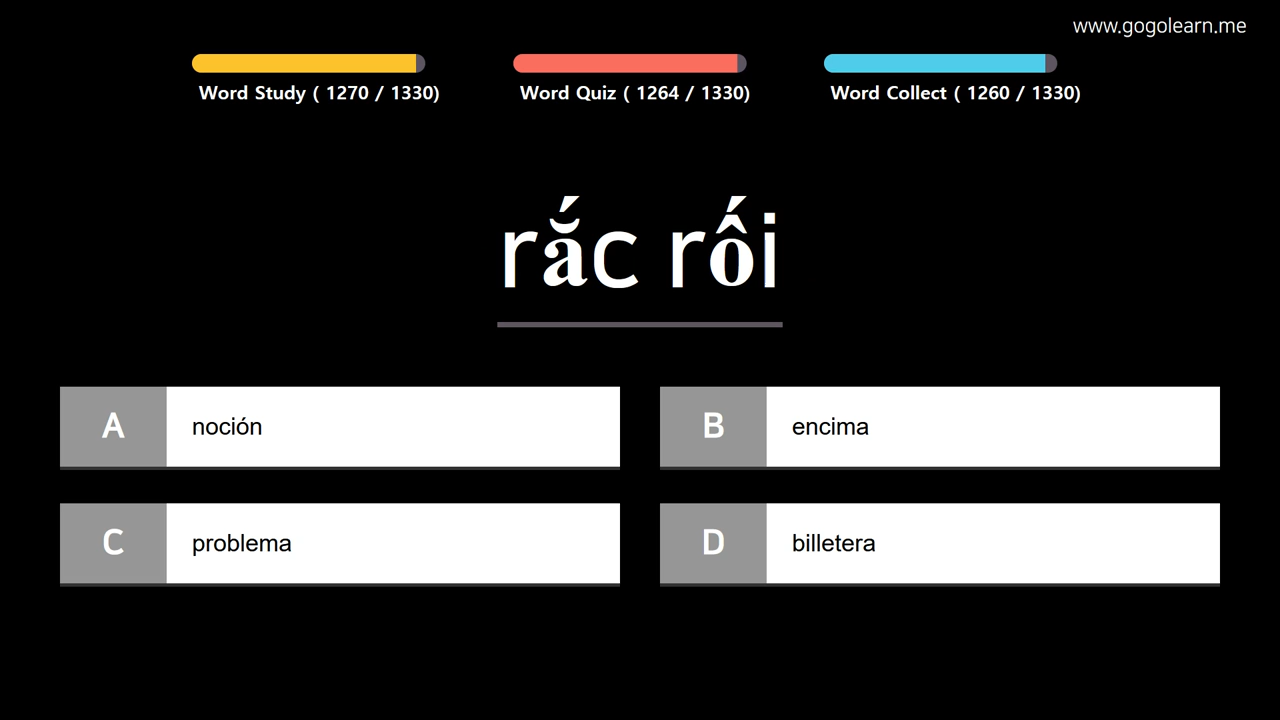 www.gogolearn.me
Word Study ( 1270 / 1330)
Word Quiz ( 1264 / 1330)
Word Collect ( 1260 / 1330)
rắc rối
A noción
B encima
C problema
D billetera